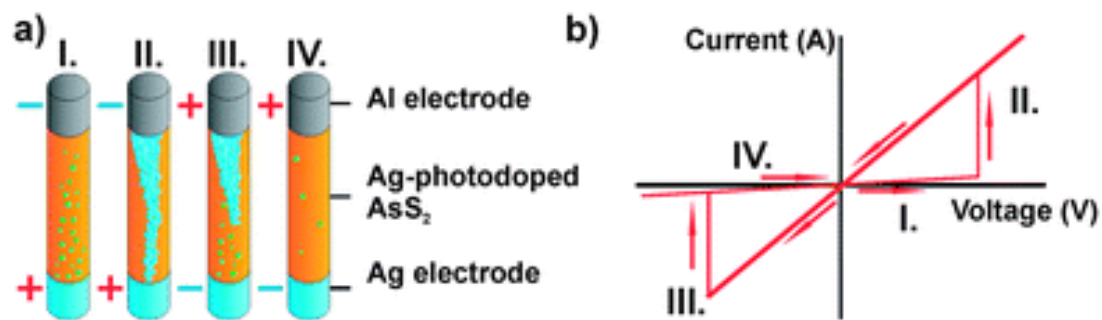 a)
I. II. III. IV.
− − + +
Al electrode
Ag-photodoped
AsS₂
Ag electrode
+ + − −
b)
Current (A)
II.
IV.
Voltage (V)
I.
III.